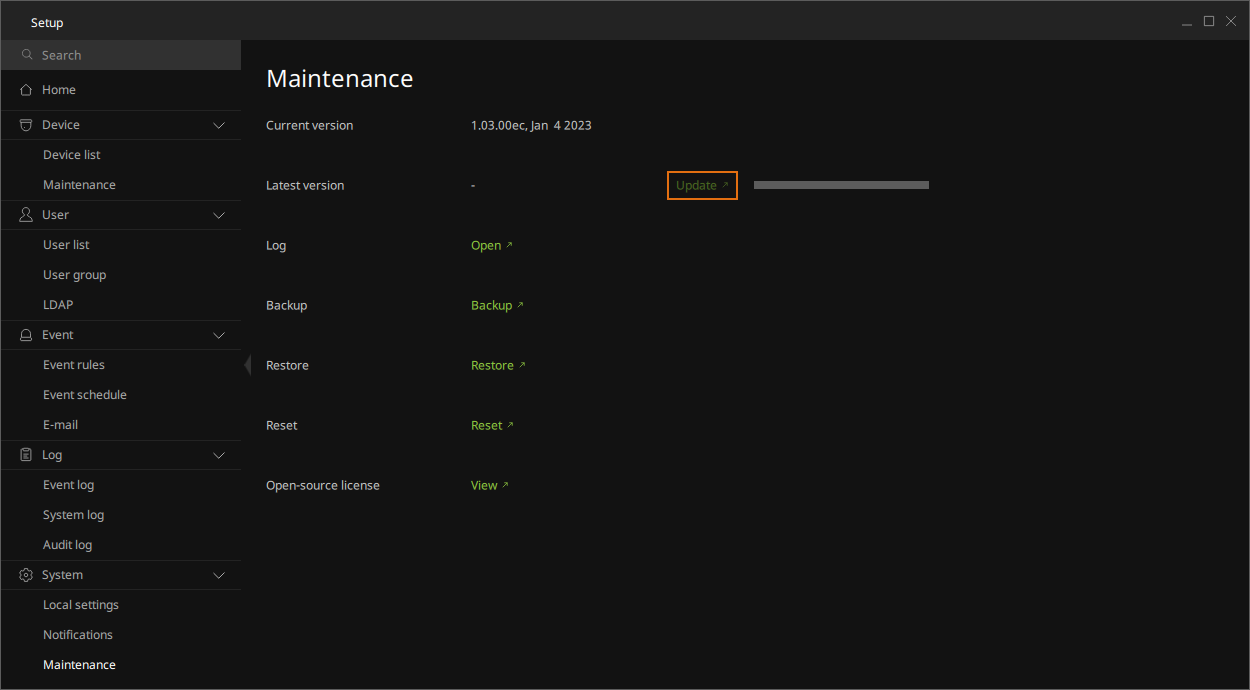 Setup
Search
Home
Device
Device list
Maintenance
User
User list
User group
LDAP
Event
Event rules
Event schedule
E-mail
Log
Event log
System log
Audit log
System
Local settings
Notifications
Maintenance
Maintenance
Current version 1.03.00ec, Jan  4 2023
Latest version - Update
Log Open
Backup Backup
Restore Restore
Reset Reset
Open-source license View